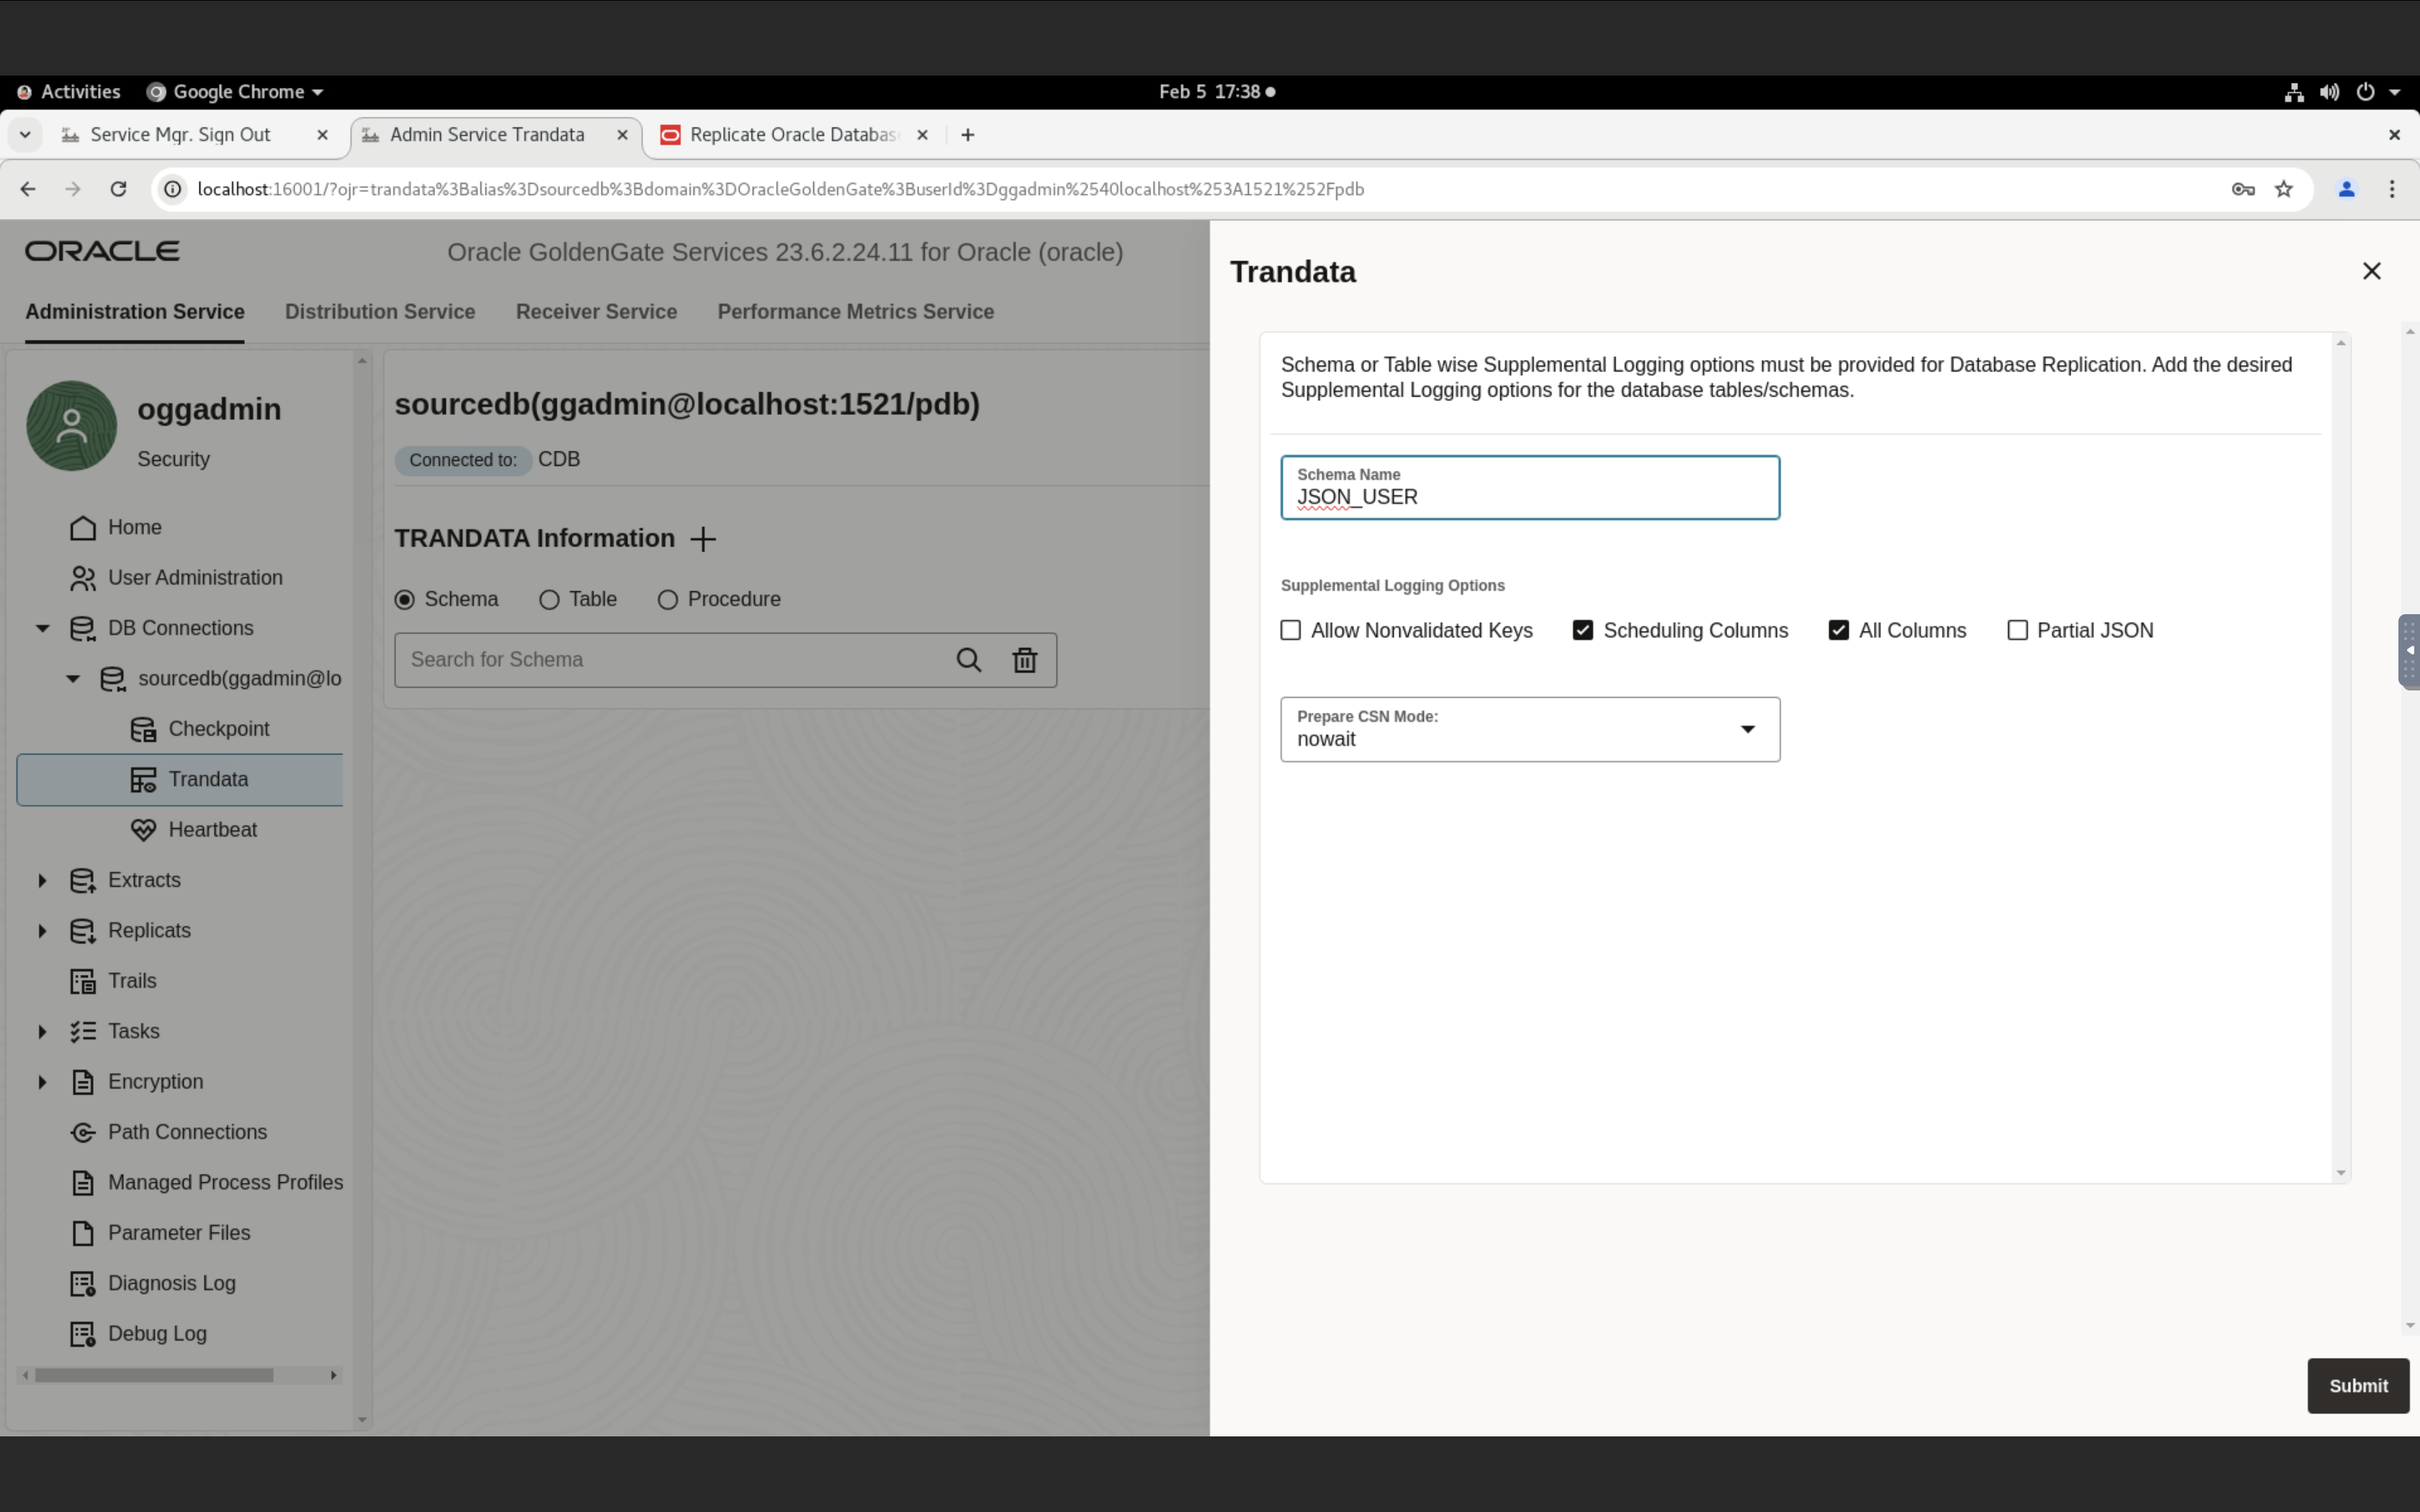 Activities Google Chrome Feb 5 17:38
Service Mgr. Sign Out Admin Service Trandata Replicate Oracle Databas
localhost:16001/?ojr=trandata%3Balias%3Dsourcedb%3Bdomain%3DOracleGoldenGate%3BuserId%3Dggadmin%2540localhost%253A1521%252Fpdb
ORACLE Oracle GoldenGate Services 23.6.2.24.11 for Oracle (oracle)
Administration Service Distribution Service Receiver Service Performance Metrics Service
oggadmin
Security
Home
User Administration
DB Connections
sourcedb(ggadmin@lo
Checkpoint
Trandata
Heartbeat
Extracts
Replicats
Trails
Tasks
Encryption
Path Connections
Managed Process Profiles
Parameter Files
Diagnosis Log
Debug Log
sourcedb(ggadmin@localhost:1521/pdb)
Connected to: CDB
TRANDATA Information
Schema Table Procedure
Search for Schema
Trandata
Schema or Table wise Supplemental Logging options must be provided for Database Replication. Add the desired
Supplemental Logging options for the database tables/schemas.
Schema Name
JSON_USER
Supplemental Logging Options
Allow Nonvalidated Keys Scheduling Columns All Columns Partial JSON
Prepare CSN Mode:
nowait
Submit